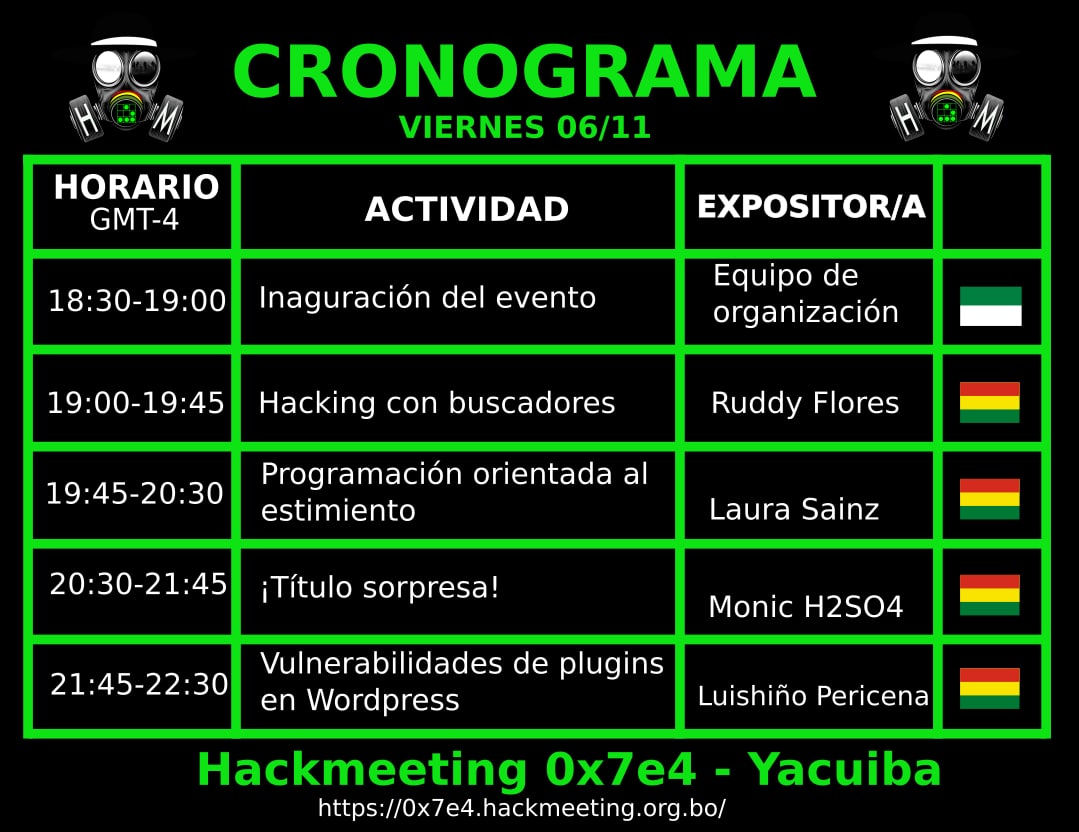 CRONOGRAMA
VIERNES 06/11
H M
H M
HORARIO
GMT-4
ACTIVIDAD
EXPOSITOR/A
18:30-19:00
Inaguración del evento
Equipo de
organización
19:00-19:45
Hacking con buscadores
Ruddy Flores
19:45-20:30
Programación orientada al
estimiento
Laura Sainz
20:30-21:45
¡Título sorpresa!
Monic H2SO4
21:45-22:30
Vulnerabilidades de plugins
en Wordpress
Luishiño Pericena
Hackmeeting 0x7e4 - Yacuiba
https://0x7e4.hackmeeting.org.bo/